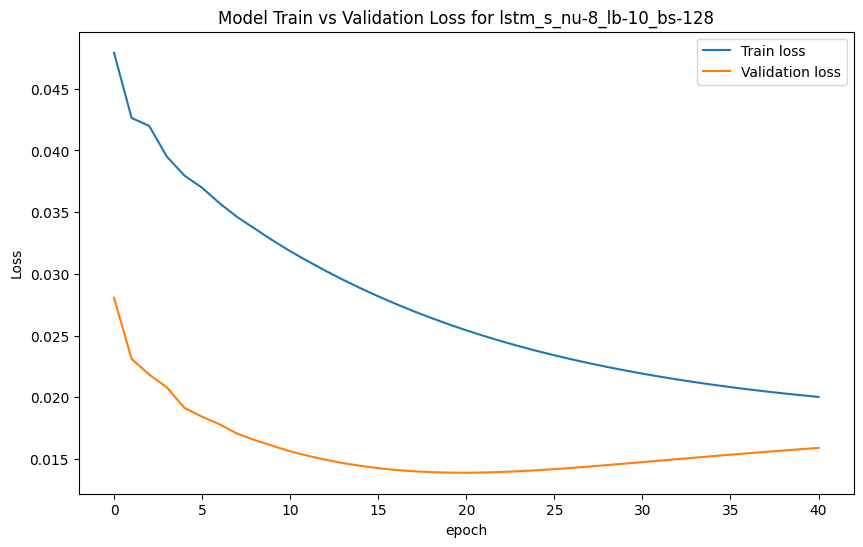 Model Train vs Validation Loss for lstm_s_nu-8_lb-10_bs-128
Train loss
Validation loss
0.045
0.040
0.035
0.030
0.025
0.020
0.015
Loss
0 5 10 15 20 25 30 35 40
epoch